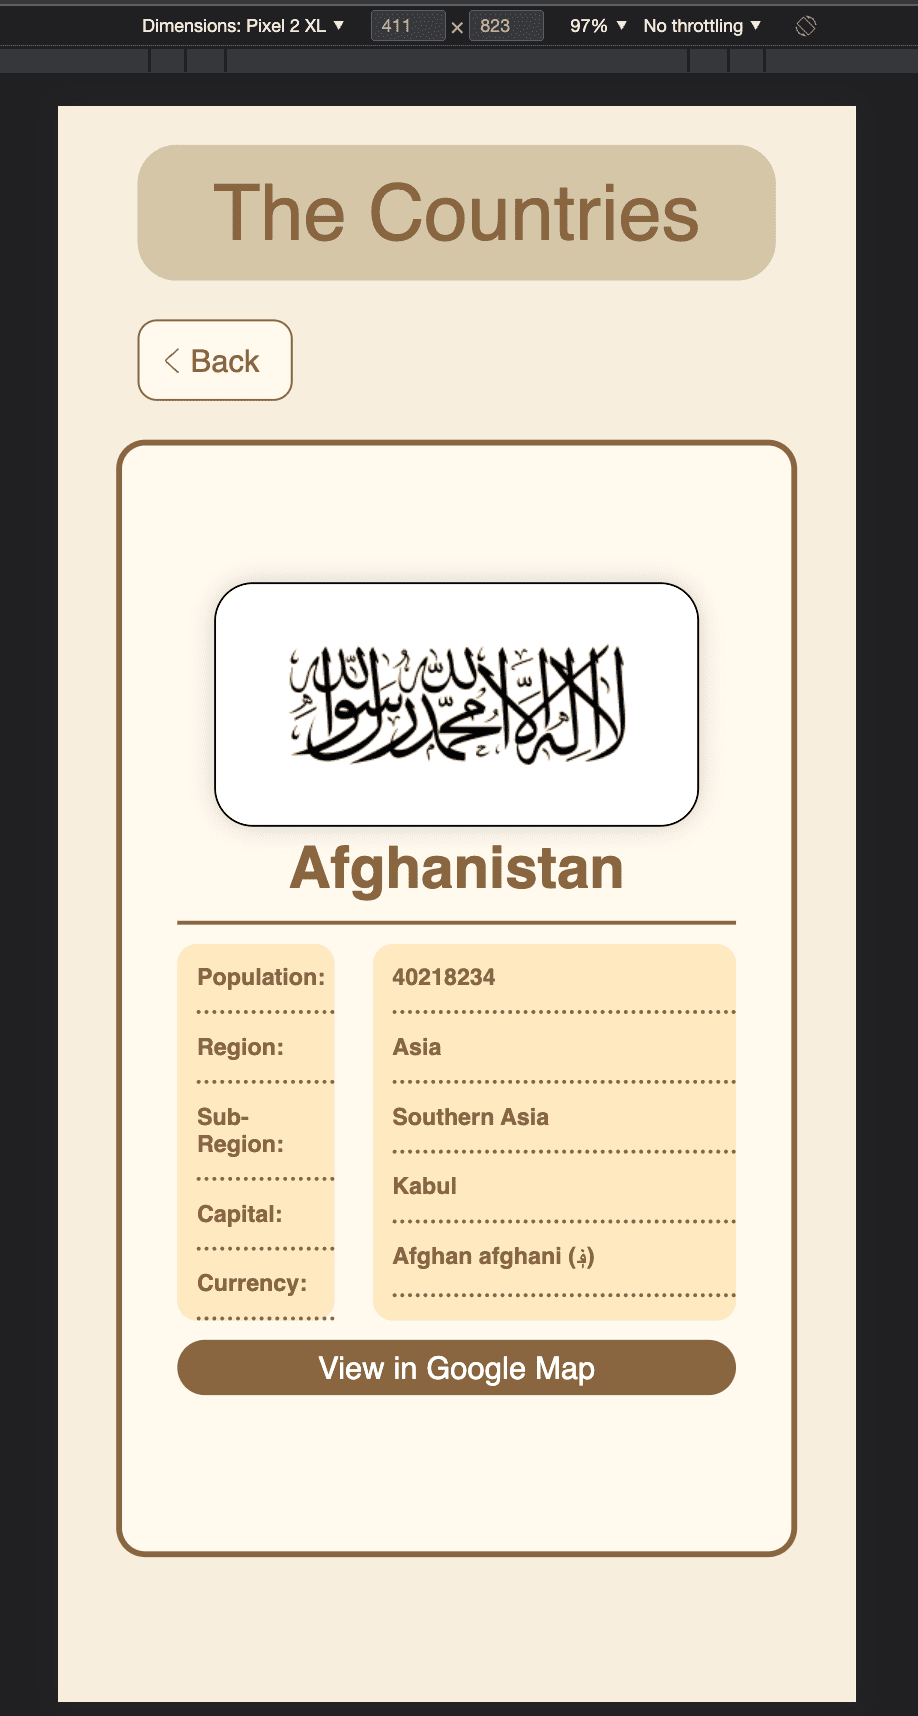 Dimensions: Pixel 2 XL ▼ 411 × 823 97% ▼ No throttling ▼
The Countries
Back
لا إله إلا الله محمد رسول الله
Afghanistan
Population: 40218234
Region: Asia
Sub-
Region: Southern Asia
Capital: Kabul
Currency: Afghan afghani (؋)
View in Google Map